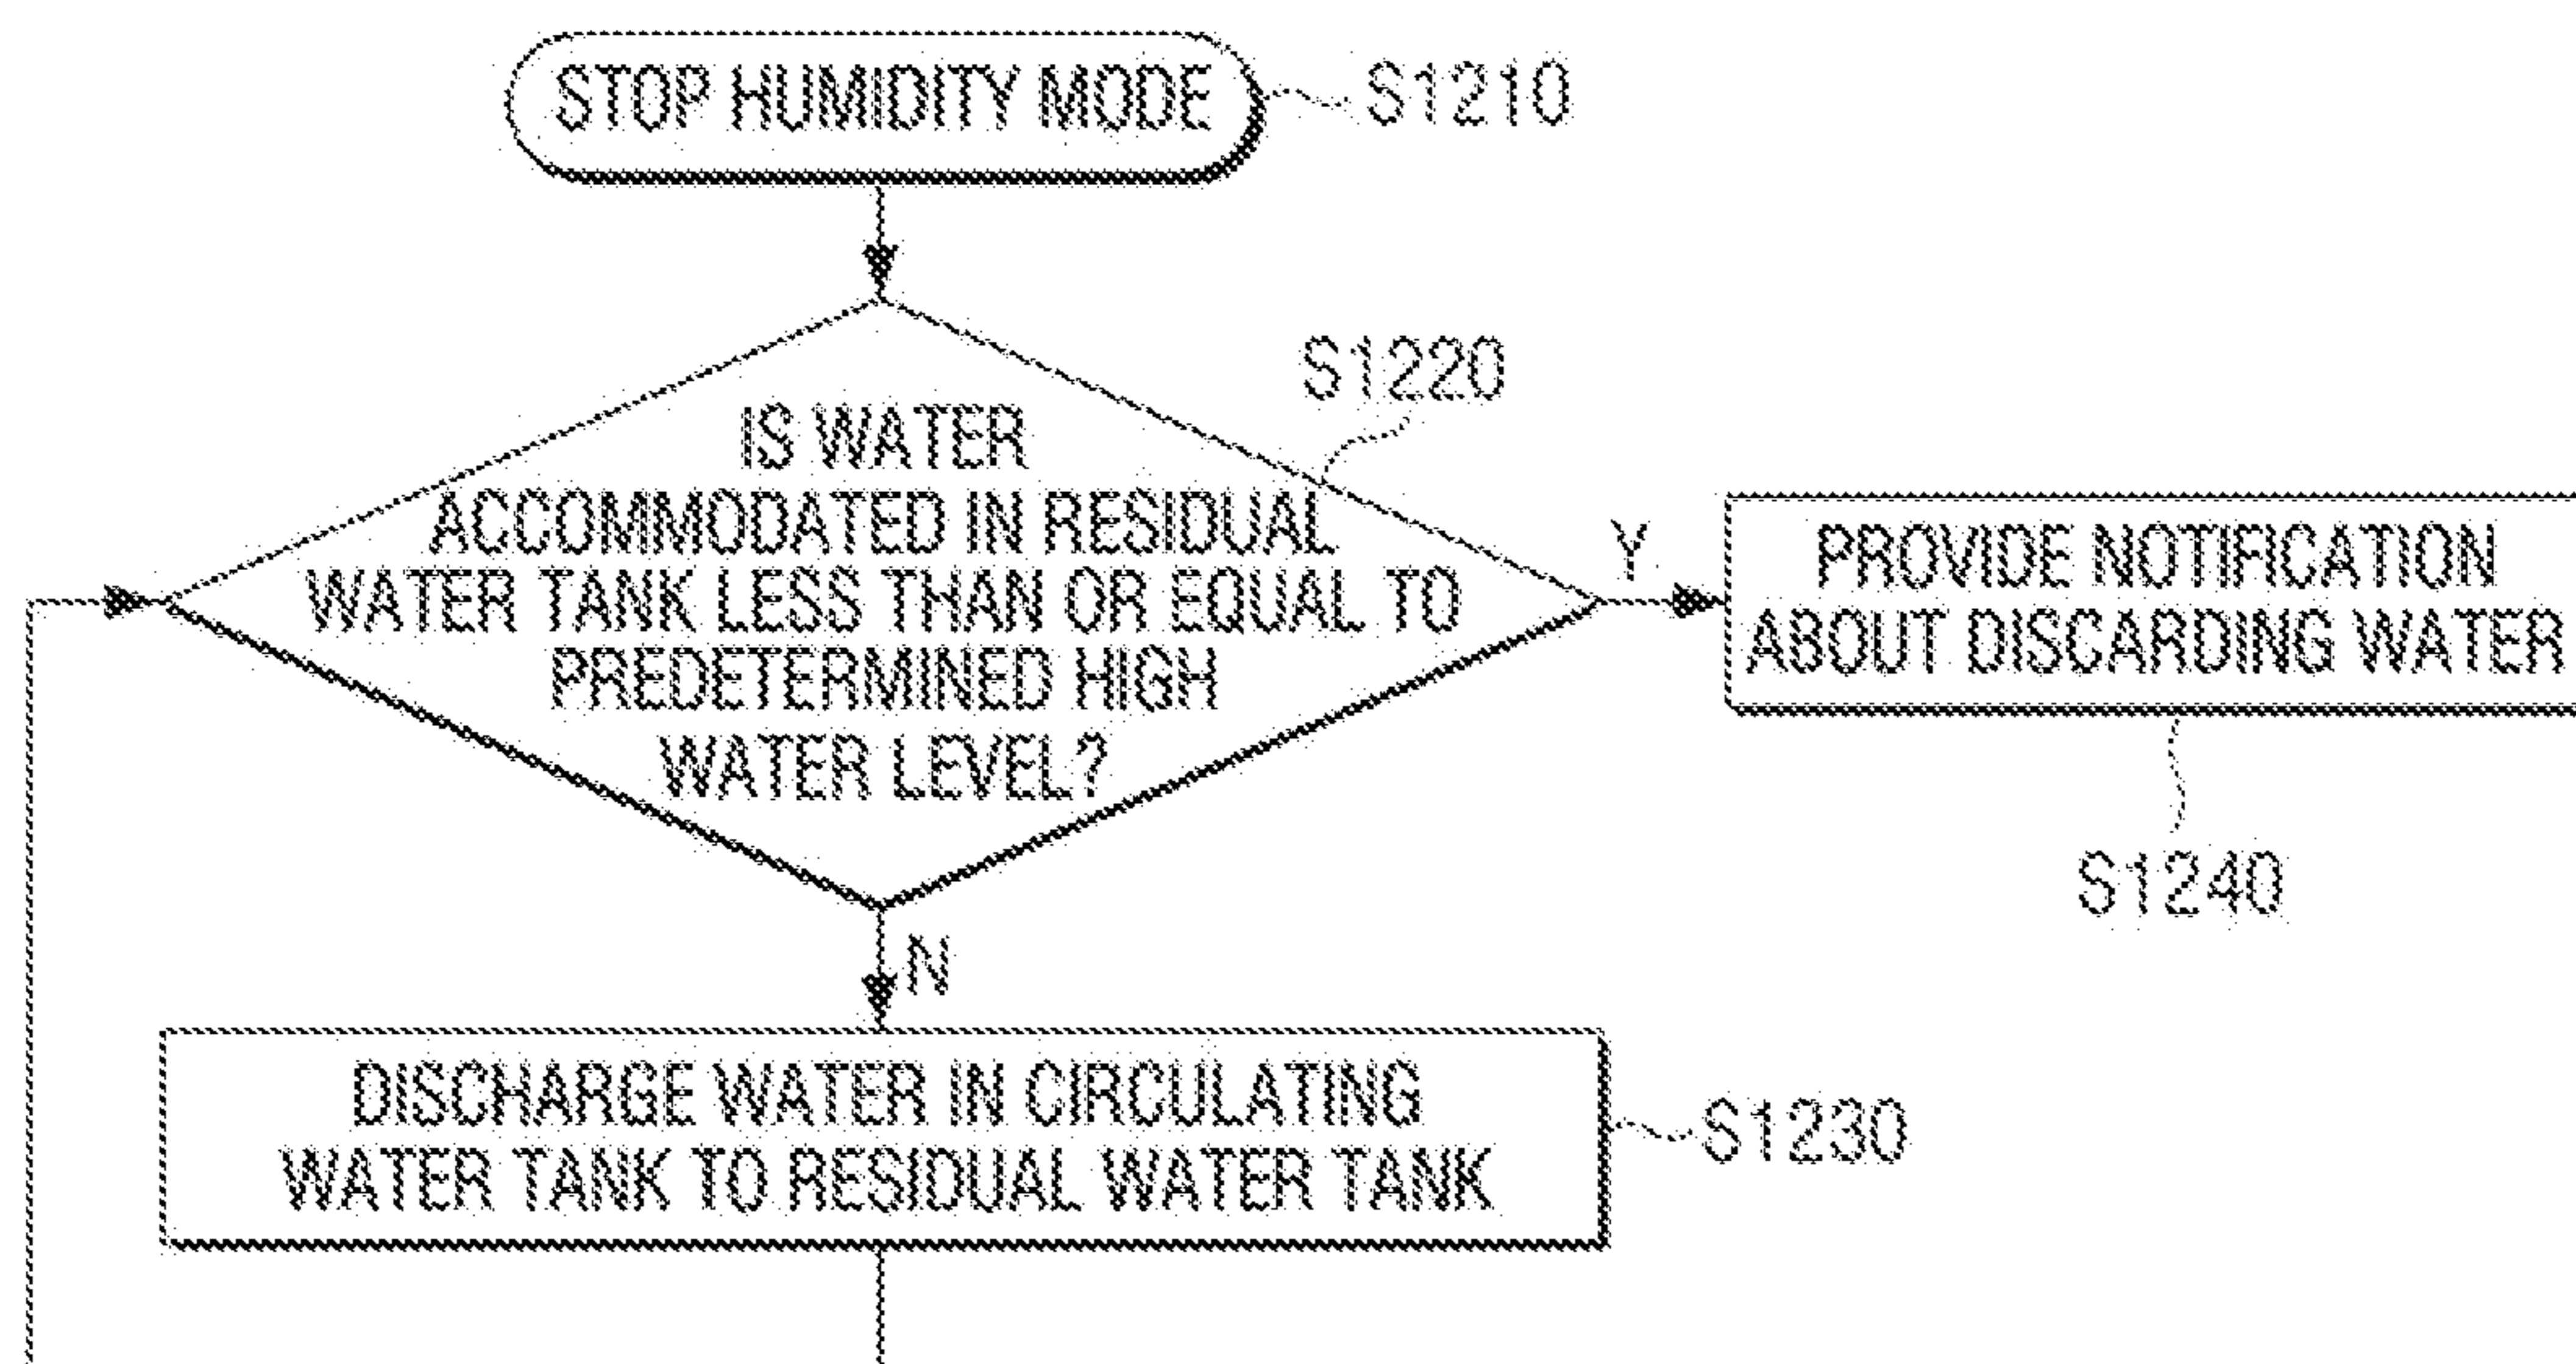 STOP HUMIDITY MODE
S1210
S1220
IS WATER
ACCOMMODATED IN RESIDUAL
WATER TANK LESS THAN OR EQUAL TO
PREDETERMINED HIGH
WATER LEVEL?
Y
PROVIDE NOTIFICATION
ABOUT DISCARDING WATER
S1240
N
DISCHARGE WATER IN CIRCULATING
WATER TANK TO RESIDUAL WATER TANK
S1230